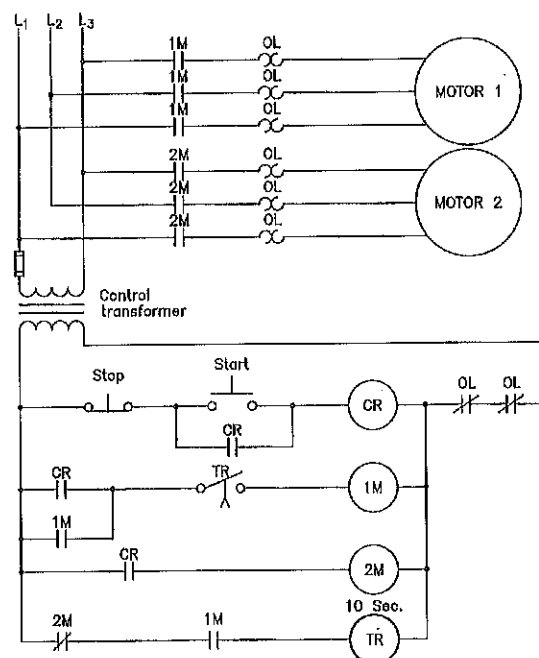 L1 L2 L3
1M OL
1M OL
MOTOR 1
1M OL
2M OL
2M OL
MOTOR 2
2M OL
Control
transformer
Stop
Start
CR
OL OL
CR
CR
TR
1M
1M
CR
2M
10 Sec.
2M
1M
TR